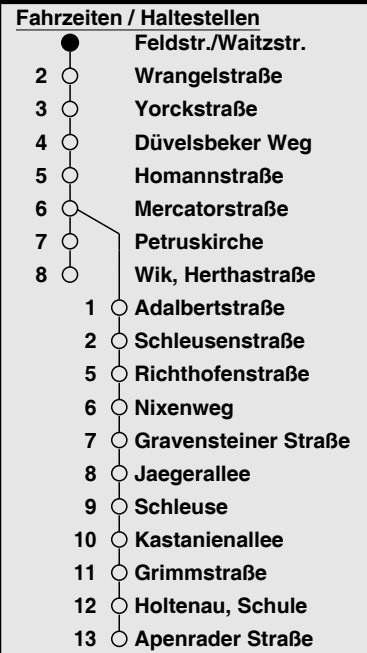 Fahrzeiten / Haltestellen
Feldstr./Waitzstr.
2 Wrangelstraße
3 Yorckstraße
4 Düvelsbeker Weg
5 Homannstraße
6 Mercatorstraße
7 Petruskirche
8 Wik, Herthastraße
1 Adalbertstraße
2 Schleusenstraße
5 Richthofenstraße
6 Nixenweg
7 Gravensteiner Straße
8 Jaegerallee
9 Schleuse
10 Kastanienallee
11 Grimmstraße
12 Holtenau, Schule
13 Apenrader Straße